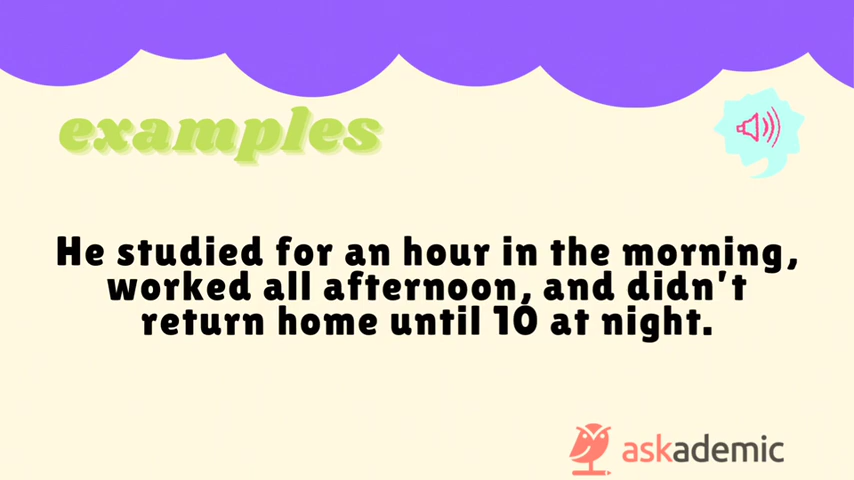 examples
He studied for an hour in the morning,
worked all afternoon, and didn't
return home until 10 at night.
askademic